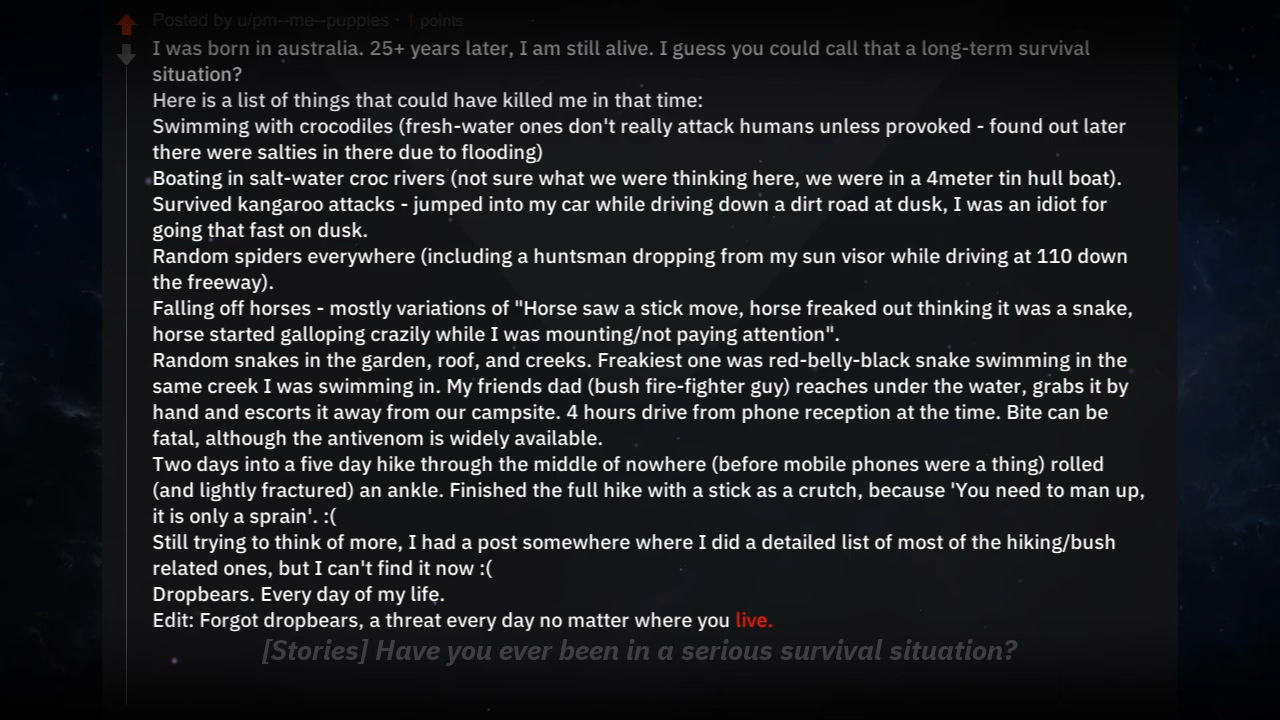 Posted by u/pm--me--puppies · 1 points
I was born in australia. 25+ years later, I am still alive. I guess you could call that a long-term survival
situation?
Here is a list of things that could have killed me in that time:
Swimming with crocodiles (fresh-water ones don't really attack humans unless provoked - found out later
there were salties in there due to flooding)
Boating in salt-water croc rivers (not sure what we were thinking here, we were in a 4meter tin hull boat).
Survived kangaroo attacks - jumped into my car while driving down a dirt road at dusk, I was an idiot for
going that fast on dusk.
Random spiders everywhere (including a huntsman dropping from my sun visor while driving at 110 down
the freeway).
Falling off horses - mostly variations of "Horse saw a stick move, horse freaked out thinking it was a snake,
horse started galloping crazily while I was mounting/not paying attention".
Random snakes in the garden, roof, and creeks. Freakiest one was red-belly-black snake swimming in the
same creek I was swimming in. My friends dad (bush fire-fighter guy) reaches under the water, grabs it by
hand and escorts it away from our campsite. 4 hours drive from phone reception at the time. Bite can be
fatal, although the antivenom is widely available.
Two days into a five day hike through the middle of nowhere (before mobile phones were a thing) rolled
(and lightly fractured) an ankle. Finished the full hike with a stick as a crutch, because 'You need to man up,
it is only a sprain'. :(
Still trying to think of more, I had a post somewhere where I did a detailed list of most of the hiking/bush
related ones, but I can't find it now :(
Dropbears. Every day of my life.
Edit: Forgot dropbears, a threat every day no matter where you live.
[Stories] Have you ever been in a serious survival situation?